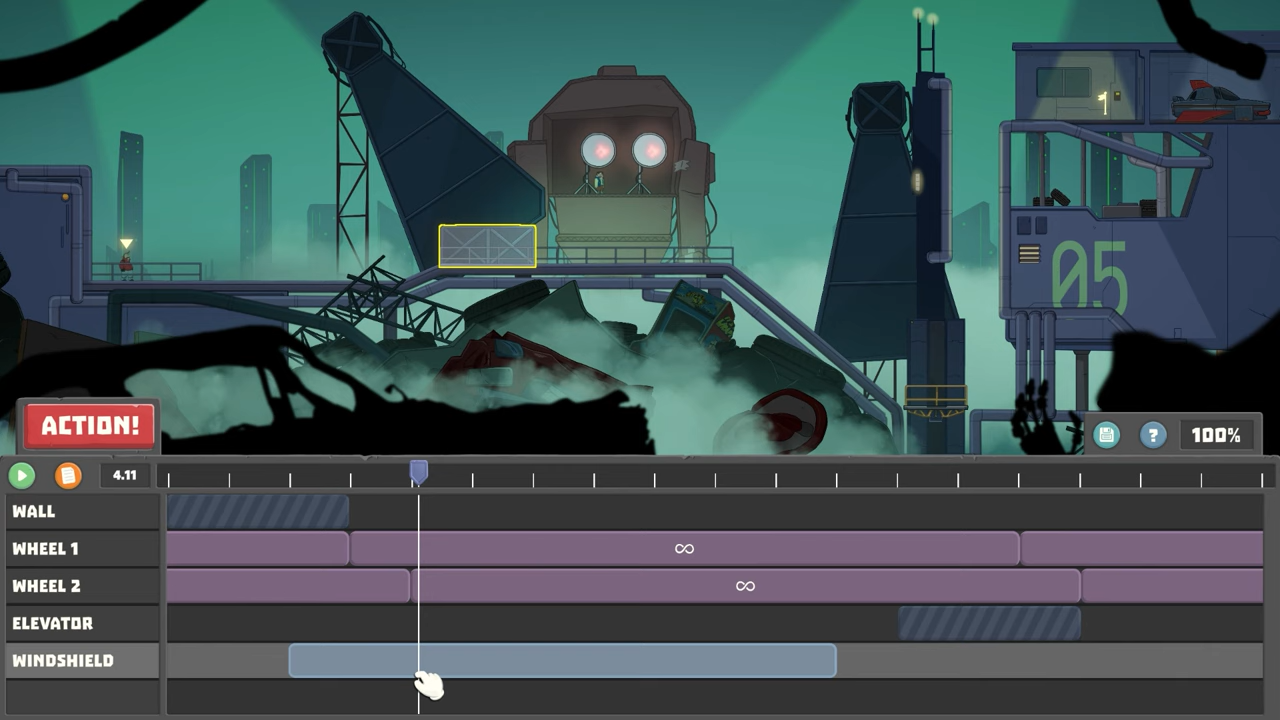 05
ACTION!
?
100%
4.11
WALL
WHEEL 1
∞
WHEEL 2
∞
ELEVATOR
WINDSHIELD